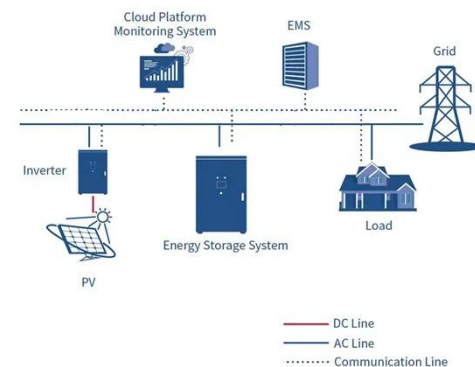 Cloud Platform
Monitoring System
EMS
Grid
Inverter
Energy Storage System
Load
PV
DC Line
AC Line
Communication Line